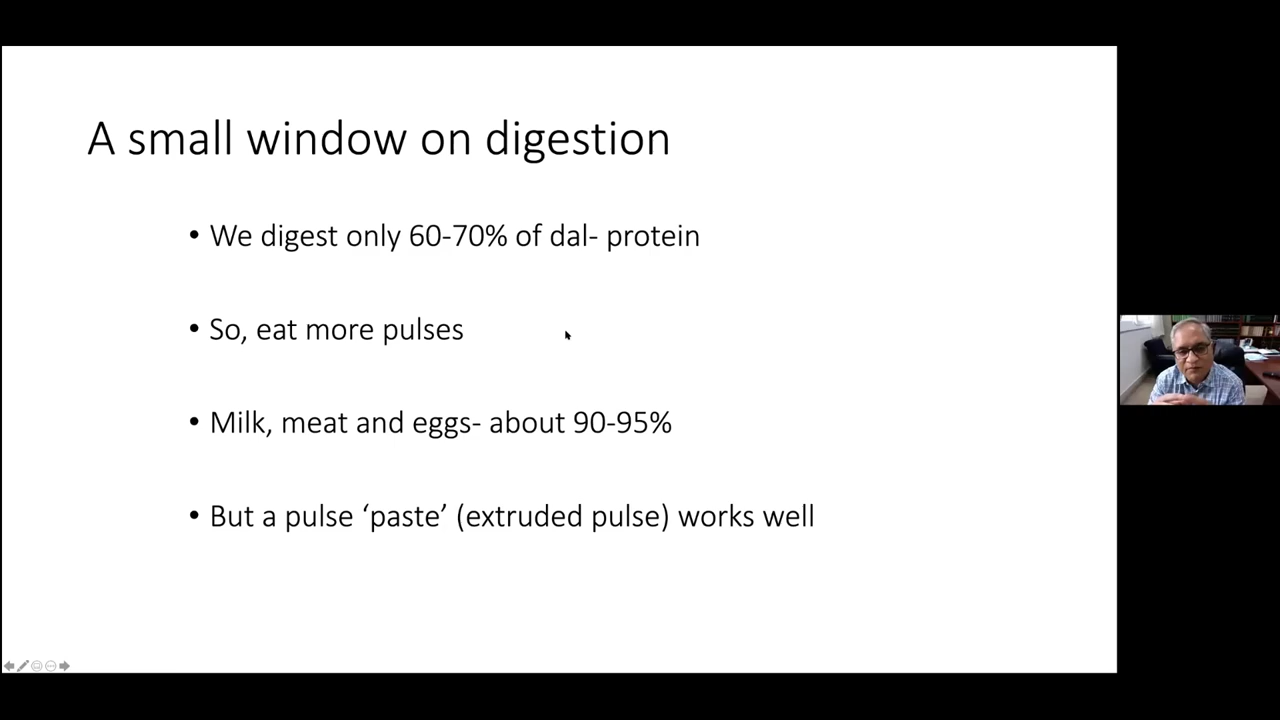 A small window on digestion
• We digest only 60-70% of dal- protein
• So, eat more pulses
• Milk, meat and eggs- about 90-95%
• But a pulse ‘paste’ (extruded pulse) works well